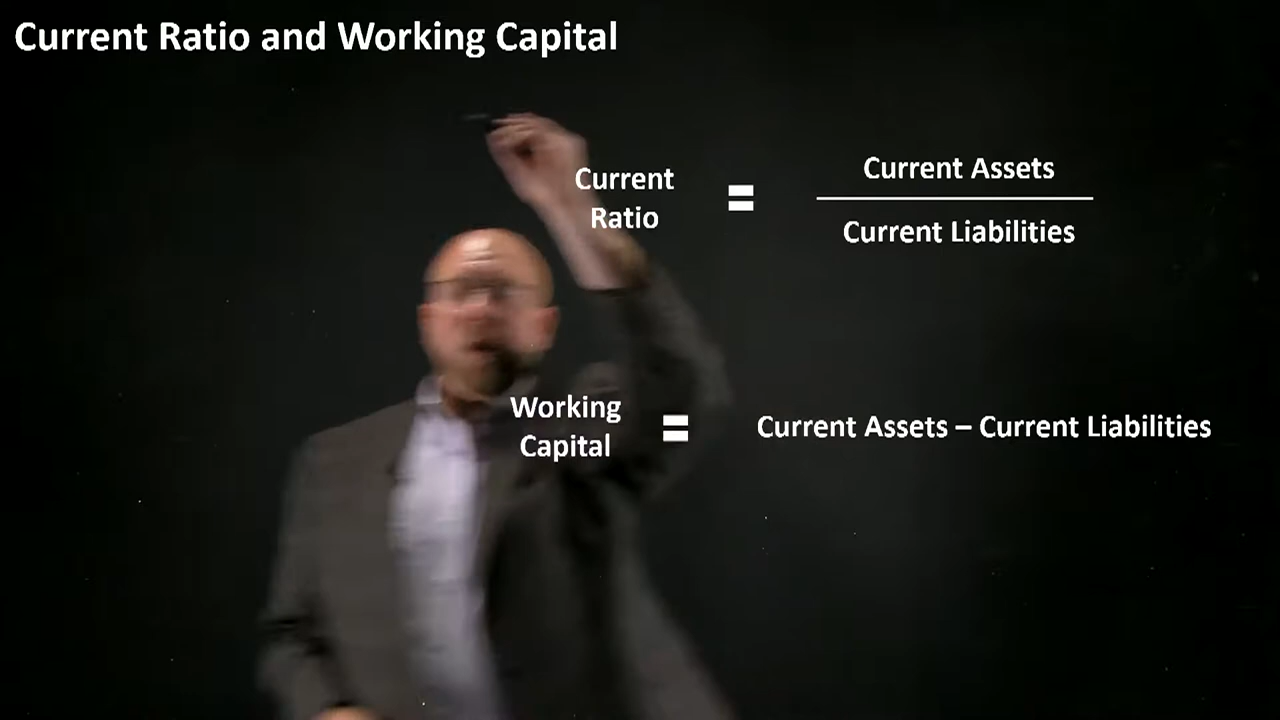 Current Ratio and Working Capital
Current
Ratio
=
Current Assets
Current Liabilities
Working
Capital
=
Current Assets – Current Liabilities